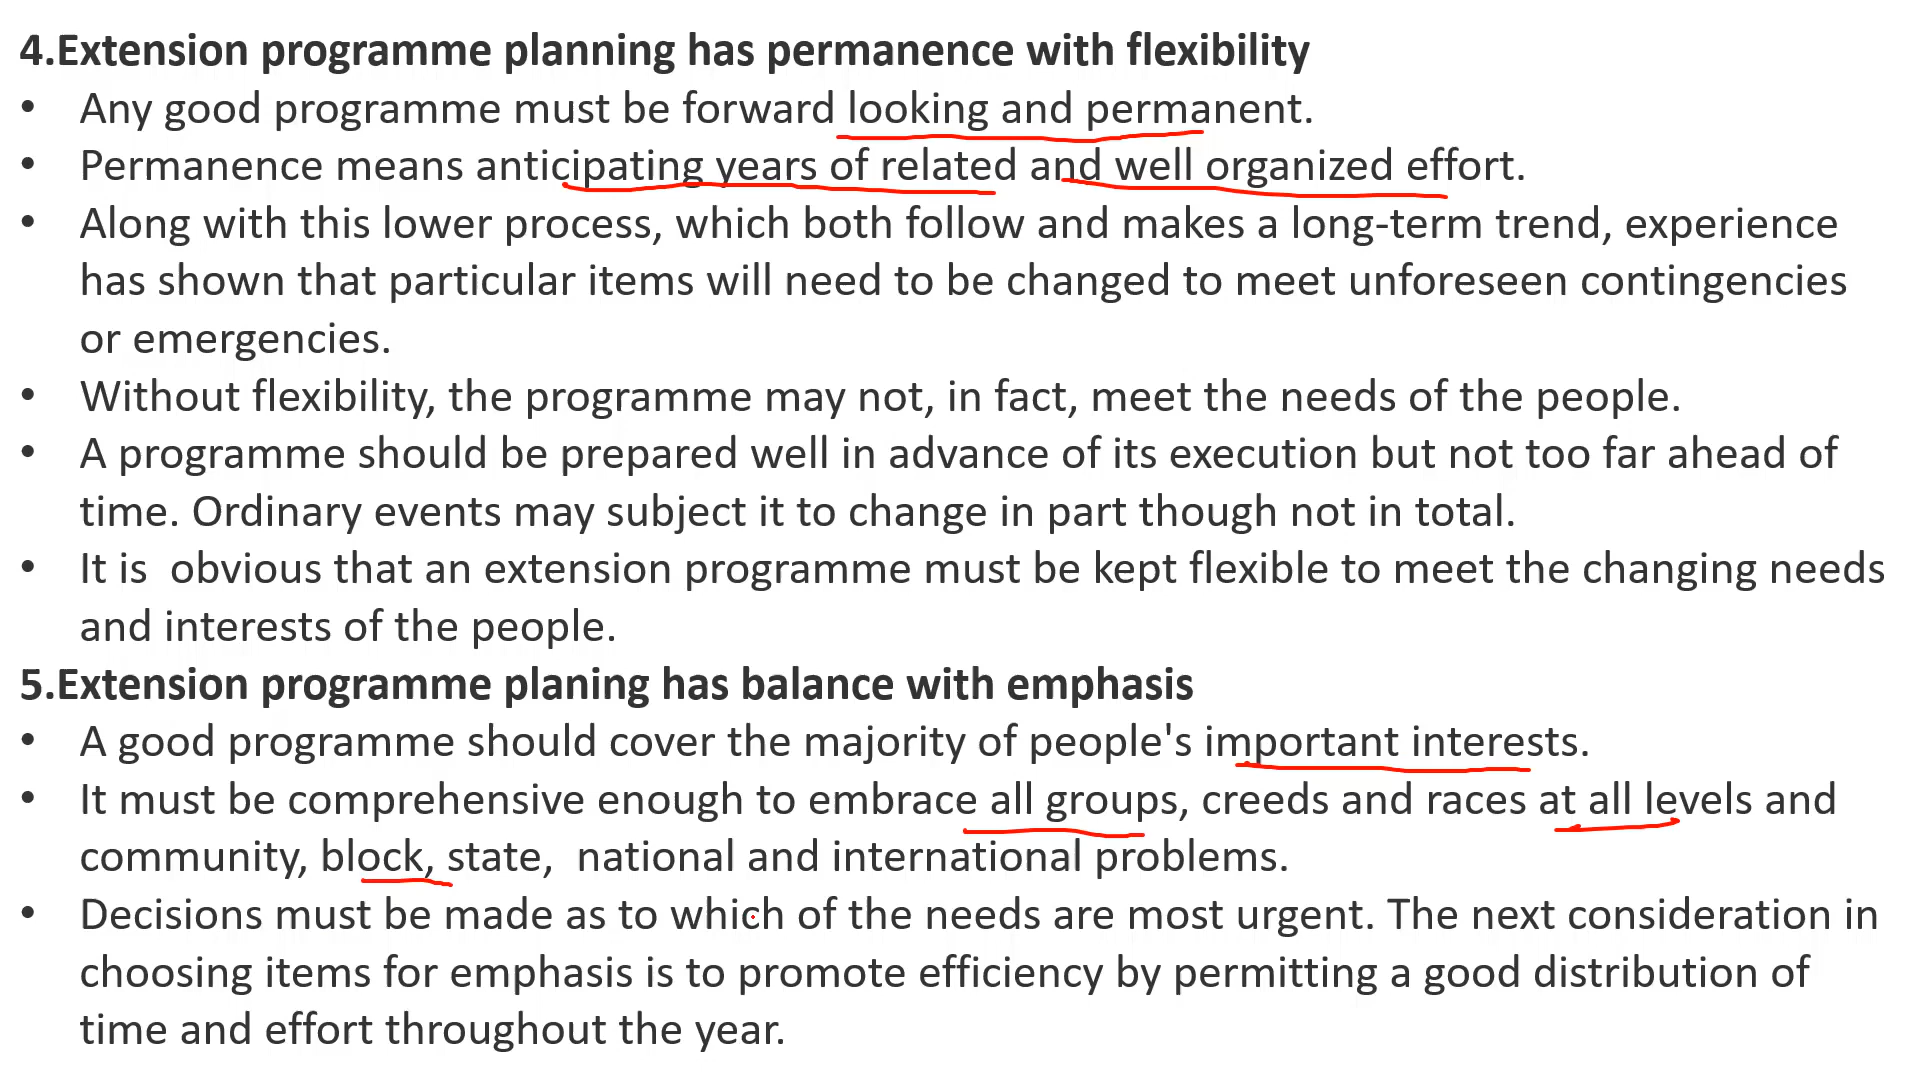 4.Extension programme planning has permanence with flexibility
• Any good programme must be forward looking and permanent.
• Permanence means anticipating years of related and well organized effort.
• Along with this lower process, which both follow and makes a long-term trend, experience
has shown that particular items will need to be changed to meet unforeseen contingencies
or emergencies.
• Without flexibility, the programme may not, in fact, meet the needs of the people.
• A programme should be prepared well in advance of its execution but not too far ahead of
time. Ordinary events may subject it to change in part though not in total.
• It is  obvious that an extension programme must be kept flexible to meet the changing needs
and interests of the people.
5.Extension programme planing has balance with emphasis
• A good programme should cover the majority of people's important interests.
• It must be comprehensive enough to embrace all groups, creeds and races at all levels and
community, block, state,  national and international problems.
• Decisions must be made as to which of the needs are most urgent. The next consideration in
choosing items for emphasis is to promote efficiency by permitting a good distribution of
time and effort throughout the year.